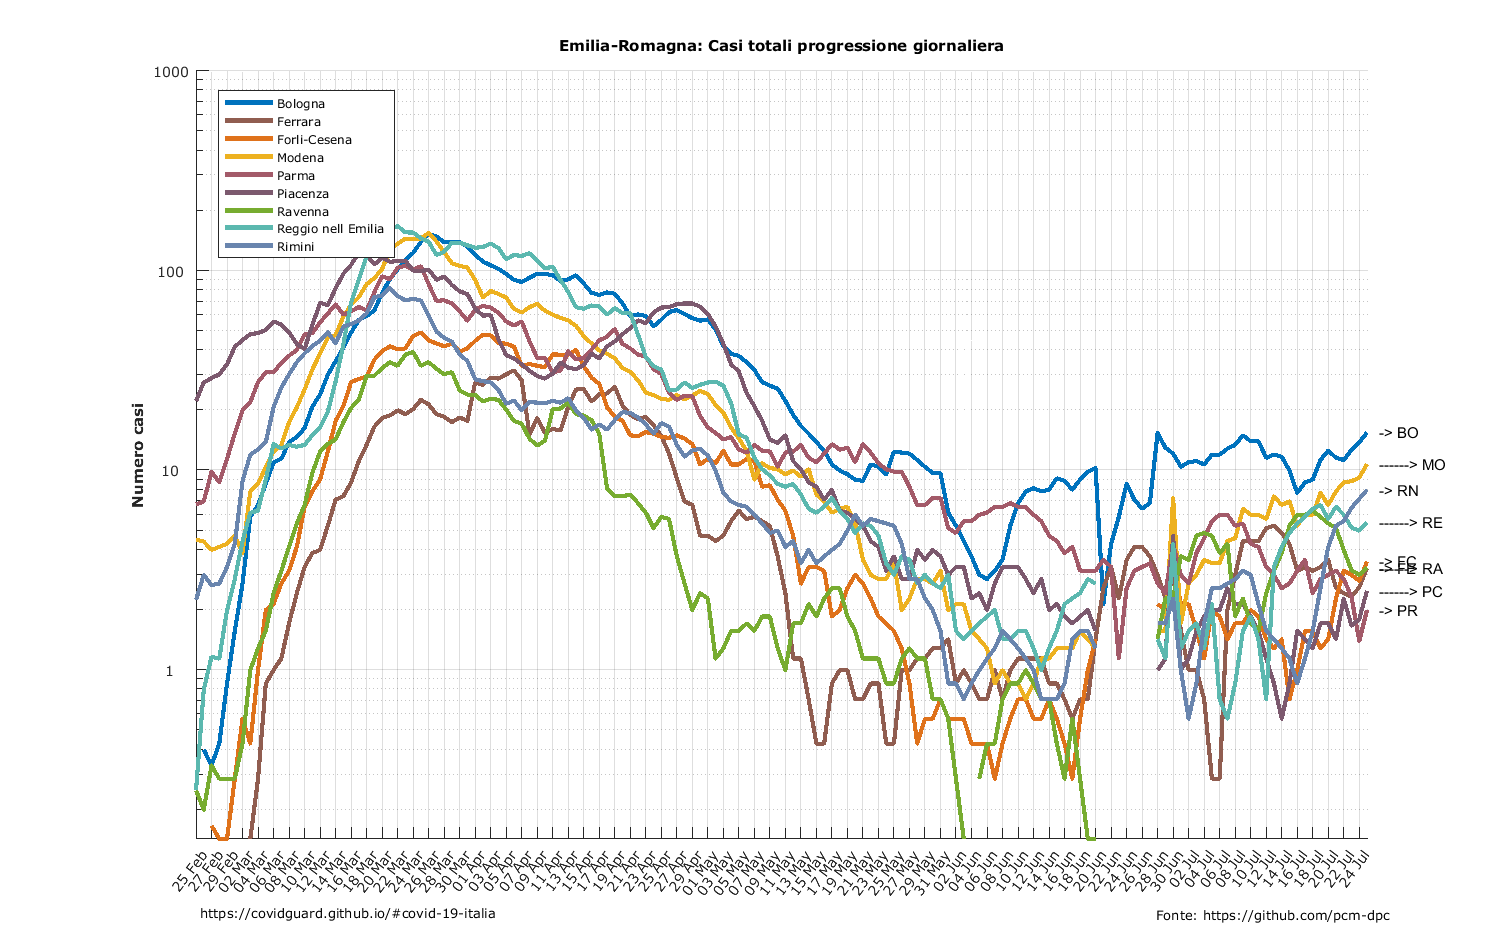 Emilia-Romagna: Casi totali progressione giornaliera
1000
100
10
1
Numero casi
Bologna
Ferrara
Forli-Cesena
Modena
Parma
Piacenza
Ravenna
Reggio nell Emilia
Rimini
-> BO
------> MO
-> RN
------> RE
-> FC
-> FE
------> RA
------> PC
-> PR
25 Feb
27 Feb
29 Feb
02 Mar
04 Mar
06 Mar
08 Mar
10 Mar
12 Mar
14 Mar
16 Mar
18 Mar
20 Mar
22 Mar
24 Mar
26 Mar
28 Mar
30 Mar
01 Apr
03 Apr
05 Apr
07 Apr
09 Apr
11 Apr
13 Apr
15 Apr
17 Apr
19 Apr
21 Apr
23 Apr
25 Apr
27 Apr
29 Apr
01 May
03 May
05 May
07 May
09 May
11 May
13 May
15 May
17 May
19 May
21 May
23 May
25 May
27 May
29 May
31 May
02 Jun
04 Jun
06 Jun
08 Jun
10 Jun
12 Jun
14 Jun
16 Jun
18 Jun
20 Jun
22 Jun
24 Jun
26 Jun
28 Jun
30 Jun
02 Jul
04 Jul
06 Jul
08 Jul
10 Jul
12 Jul
14 Jul
16 Jul
18 Jul
20 Jul
22 Jul
24 Jul
https://covidguard.github.io/#covid-19-italia
Fonte: https://github.com/pcm-dpc